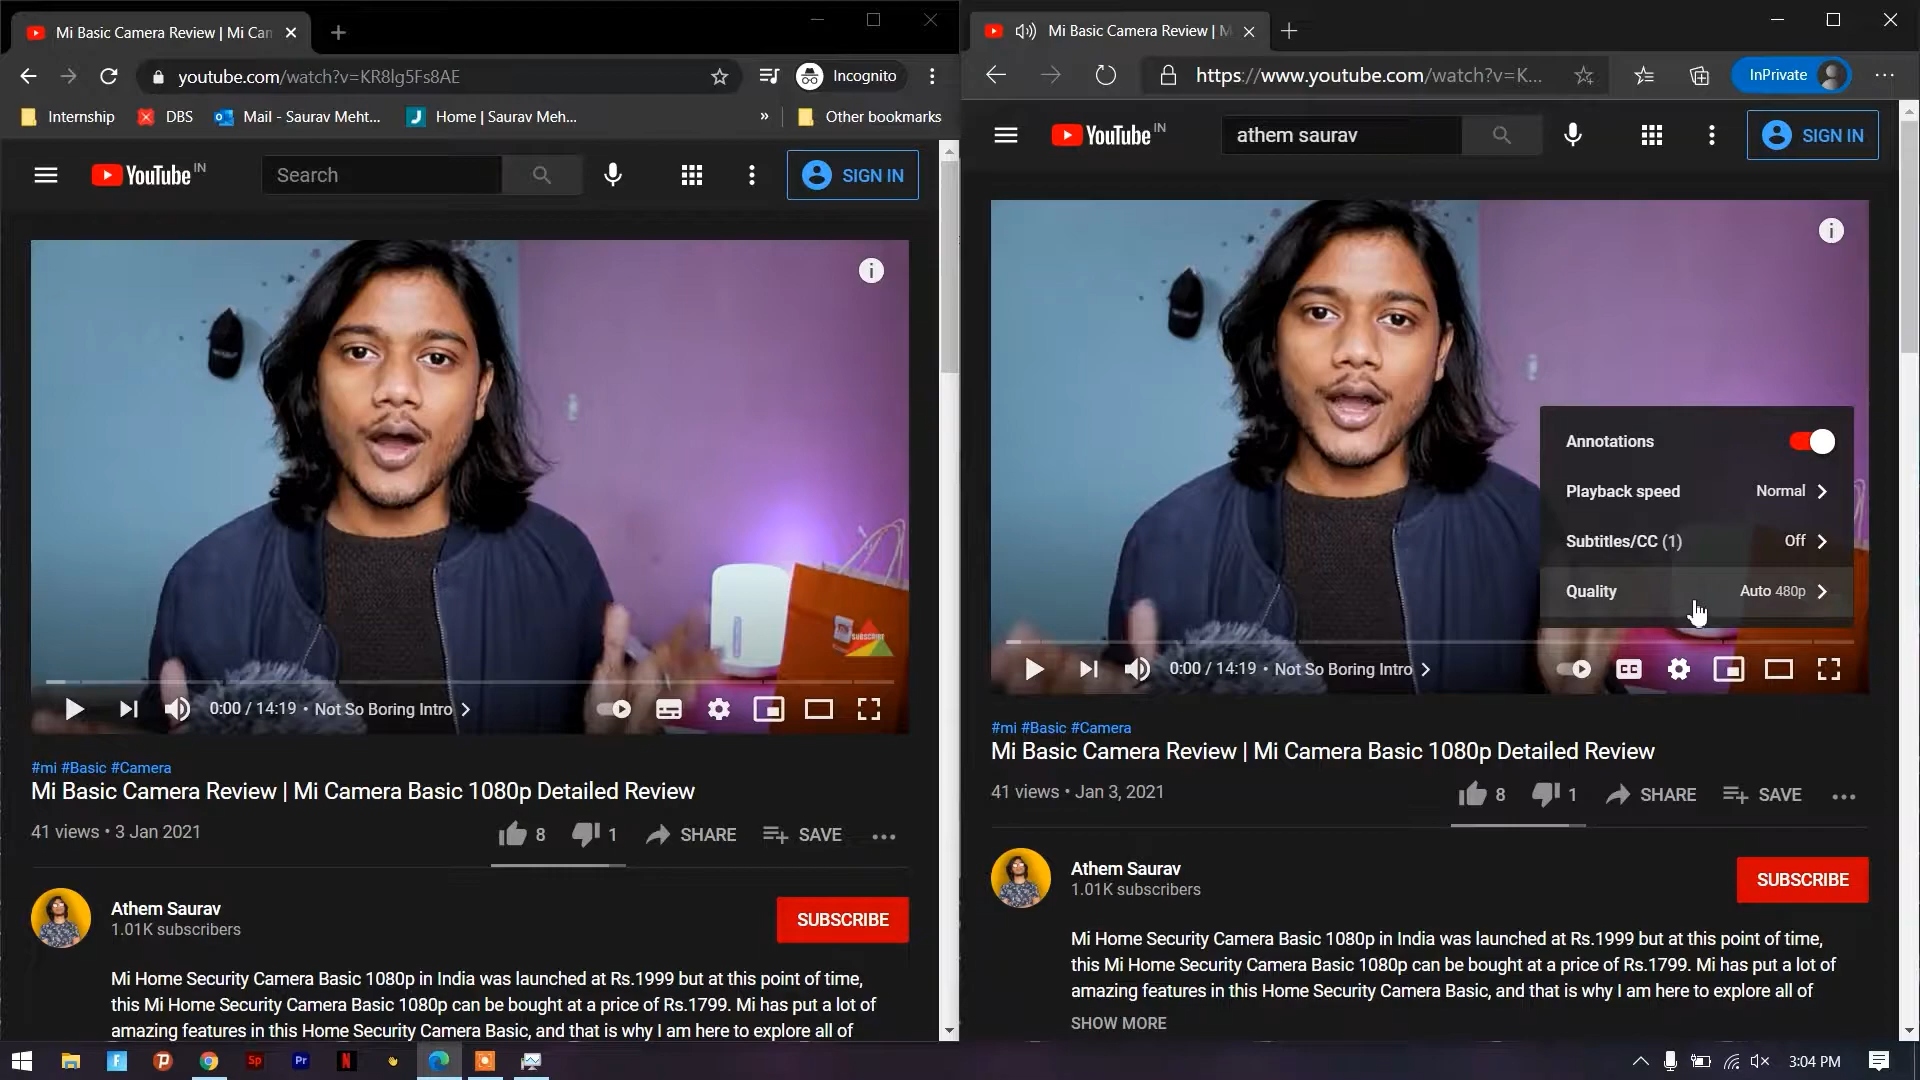 Mi Basic Camera Review | Mi Can
youtube.com/watch?v=KR8lg5Fs8AE
Incognito
Internship
DBS
Mail - Saurav Meht...
Home | Saurav Meh...
»
Other bookmarks
YouTube IN
Search
SIGN IN
SUBSCRIBE
0:00 / 14:19 • Not So Boring Intro
#mi #Basic #Camera
Mi Basic Camera Review | Mi Camera Basic 1080p Detailed Review
41 views • 3 Jan 2021
8
1
SHARE
SAVE
Athem Saurav
1.01K subscribers
SUBSCRIBE
Mi Home Security Camera Basic 1080p in India was launched at Rs.1999 but at this point of time,
this Mi Home Security Camera Basic 1080p can be bought at a price of Rs.1799. Mi has put a lot of
amazing features in this Home Security Camera Basic, and that is why I am here to explore all of
Mi Basic Camera Review | M
https://www.youtube.com/watch?v=K...
InPrivate
YouTube IN
athem saurav
SIGN IN
Annotations
Playback speed Normal
Subtitles/CC (1) Off
Quality Auto 480p
0:00 / 14:19 • Not So Boring Intro
CC
#mi #Basic #Camera
Mi Basic Camera Review | Mi Camera Basic 1080p Detailed Review
41 views • Jan 3, 2021
8
1
SHARE
SAVE
Athem Saurav
1.01K subscribers
SUBSCRIBE
Mi Home Security Camera Basic 1080p in India was launched at Rs.1999 but at this point of time,
this Mi Home Security Camera Basic 1080p can be bought at a price of Rs.1799. Mi has put a lot of
amazing features in this Home Security Camera Basic, and that is why I am here to explore all of
SHOW MORE
Sp
Pr
N
3:04 PM